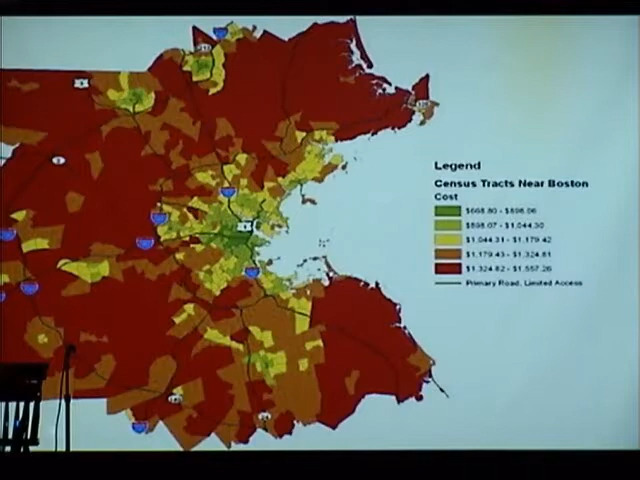 Legend
Census Tracts Near Boston
Cost
$668.80 - $898.06
$898.07 - $1,044.30
$1,044.31 - $1,179.42
$1,179.43 - $1,324.81
$1,324.82 - $1,557.26
Primary Road, Limited Access